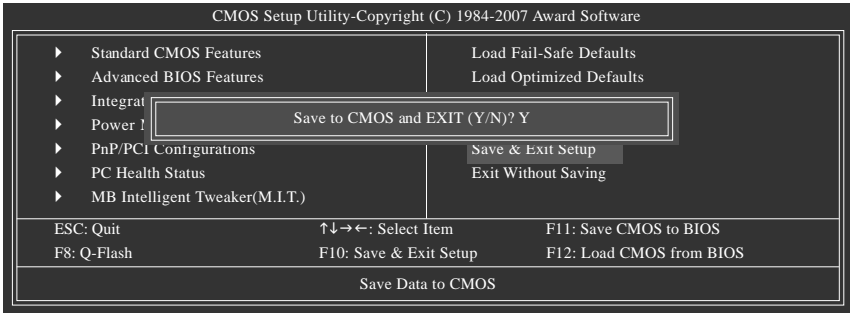 CMOS Setup Utility-Copyright (C) 1984-2007 Award Software
Standard CMOS Features
Load Fail-Safe Defaults
Advanced BIOS Features
Load Optimized Defaults
Integrat
Power
Save to CMOS and EXIT (Y/N)? Y
PnP/PCI Configurations
Save & Exit Setup
PC Health Status
Exit Without Saving
MB Intelligent Tweaker(M.I.T.)
ESC: Quit
↑↓→←: Select Item
F11: Save CMOS to BIOS
F8: Q-Flash
F10: Save & Exit Setup
F12: Load CMOS from BIOS
Save Data to CMOS